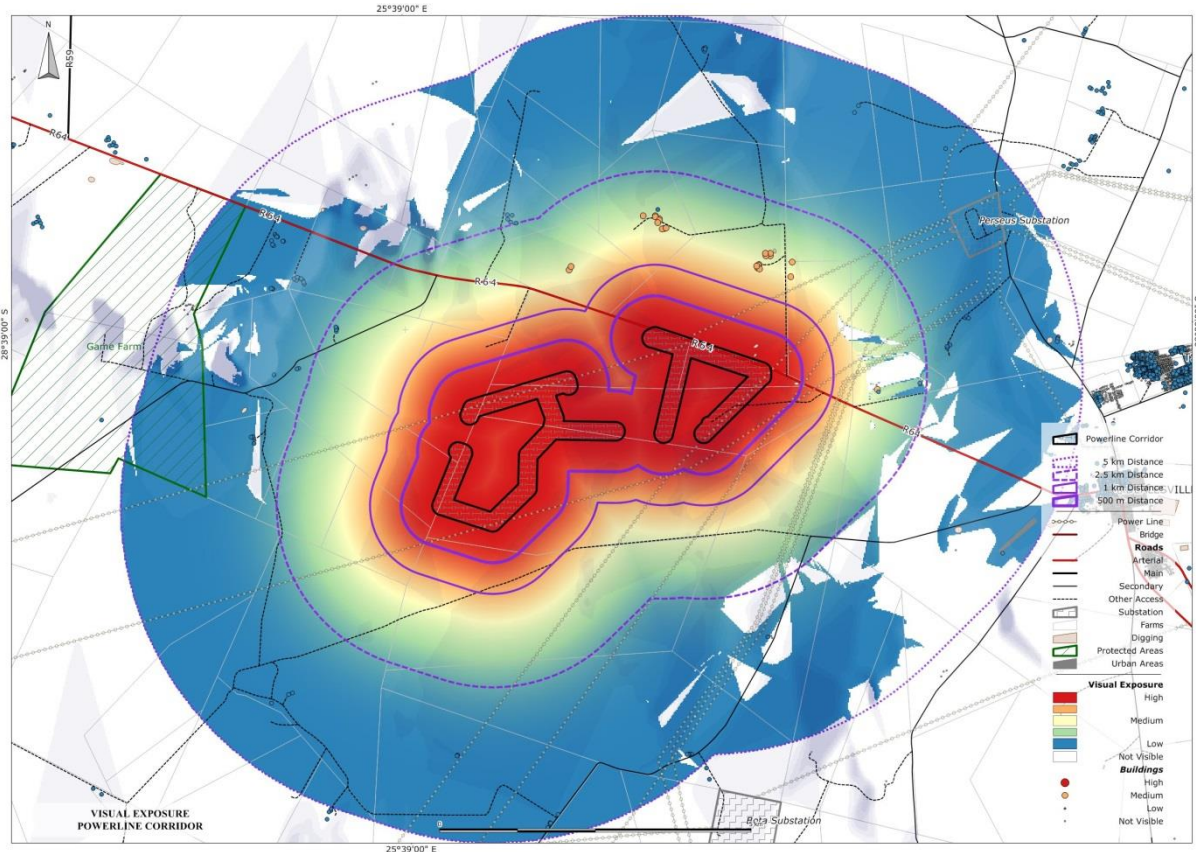 25°39'00" E
N
R59
R64
R64
R64
R64
R64
Perseus Substation
28°39'00" S
Game Farm
Powerline Corridor
5 km Distance
2.5 km Distance
1 km Distance
500 m Distance
Power Line
Bridge
Roads
Arterial
Main
Secondary
Other Access
Substation
Farms
Digging
Protected Areas
Urban Areas
Visual Exposure
High
Medium
Low
Not Visible
Buildings
High
Medium
Low
Not Visible
VISUAL EXPOSURE
POWERLINE CORRIDOR
0
Beta Substation
25°39'00" E